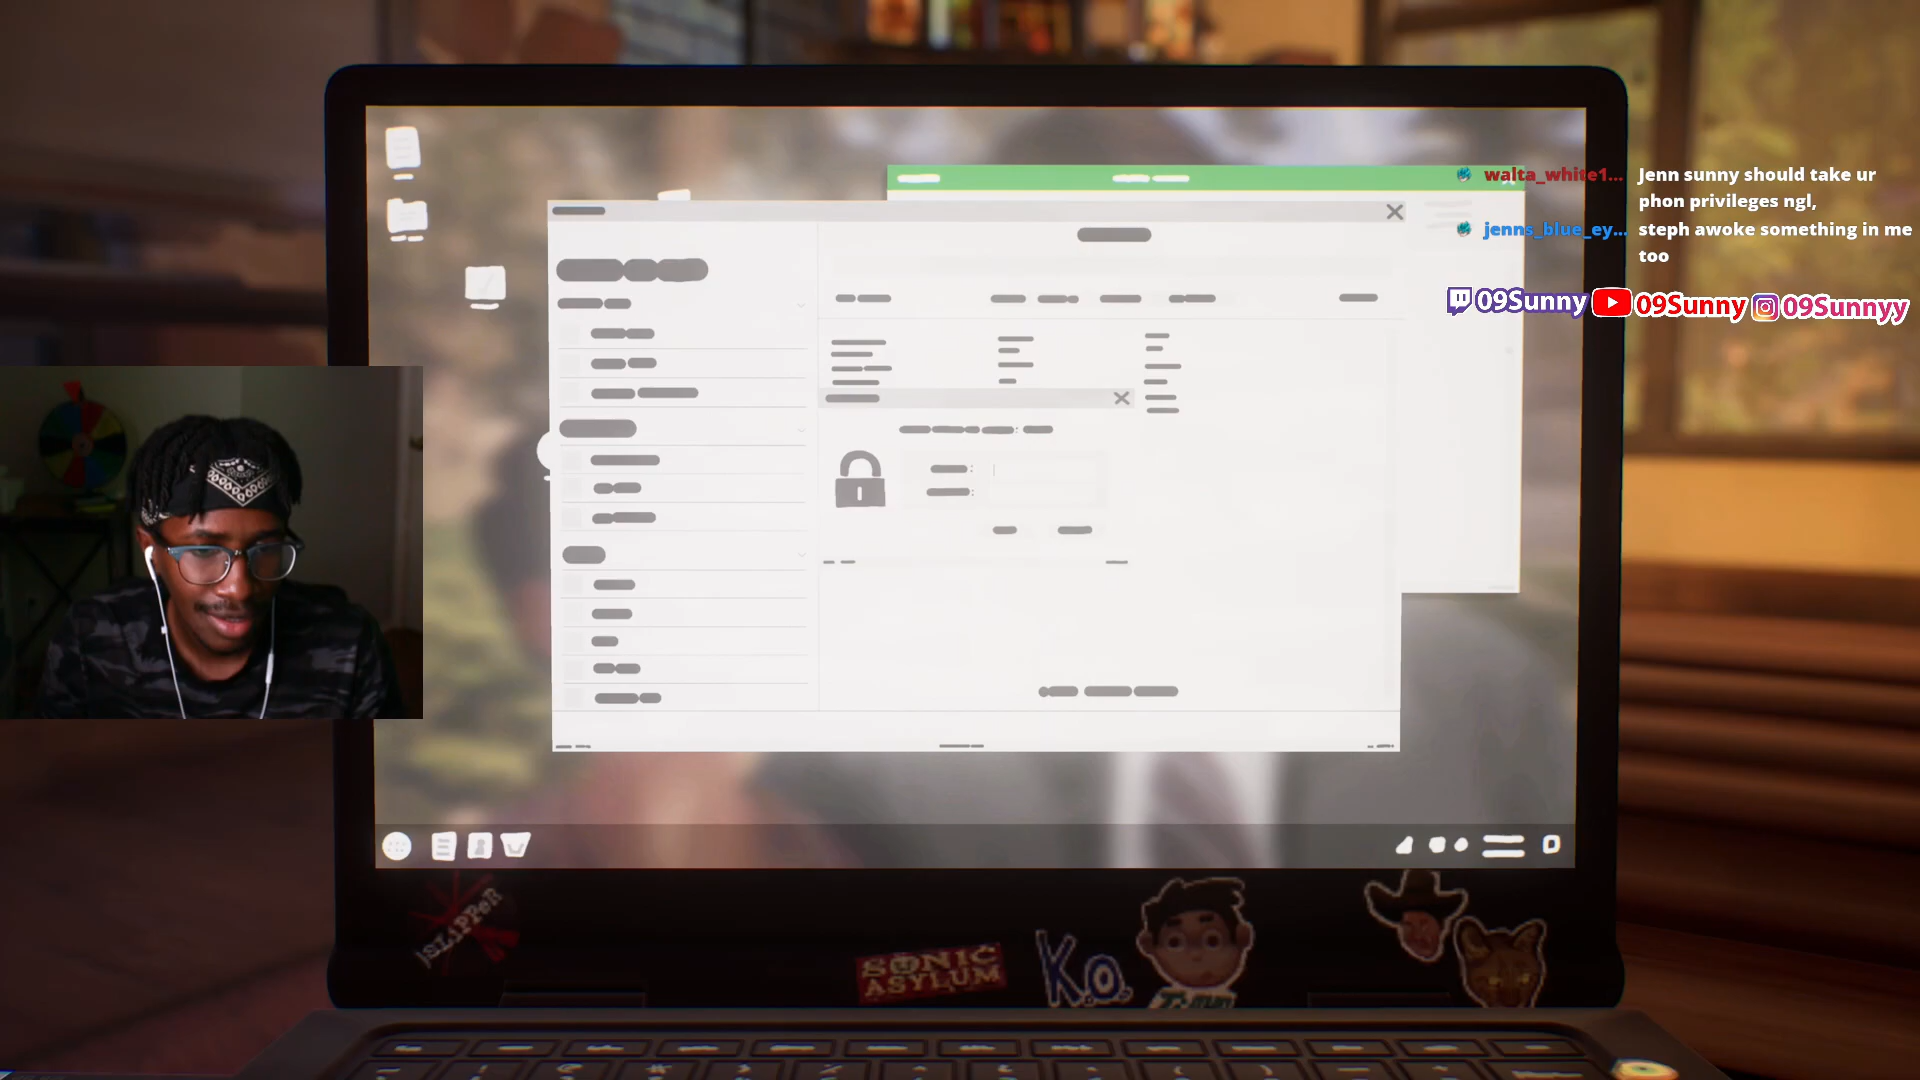 walta_white1... Jenn sunny should take ur
phon privileges ngl,
jenns_blue_ey... steph awoke something in me
too
09Sunny 09Sunny 09Sunnyy
SLiPPeR
SONIC
ASYLUM
K.O.